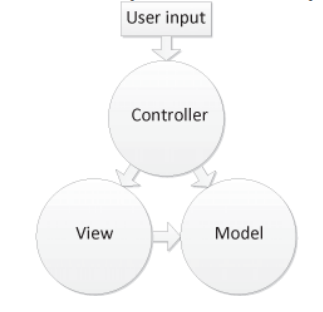 User input
Controller
View
Model